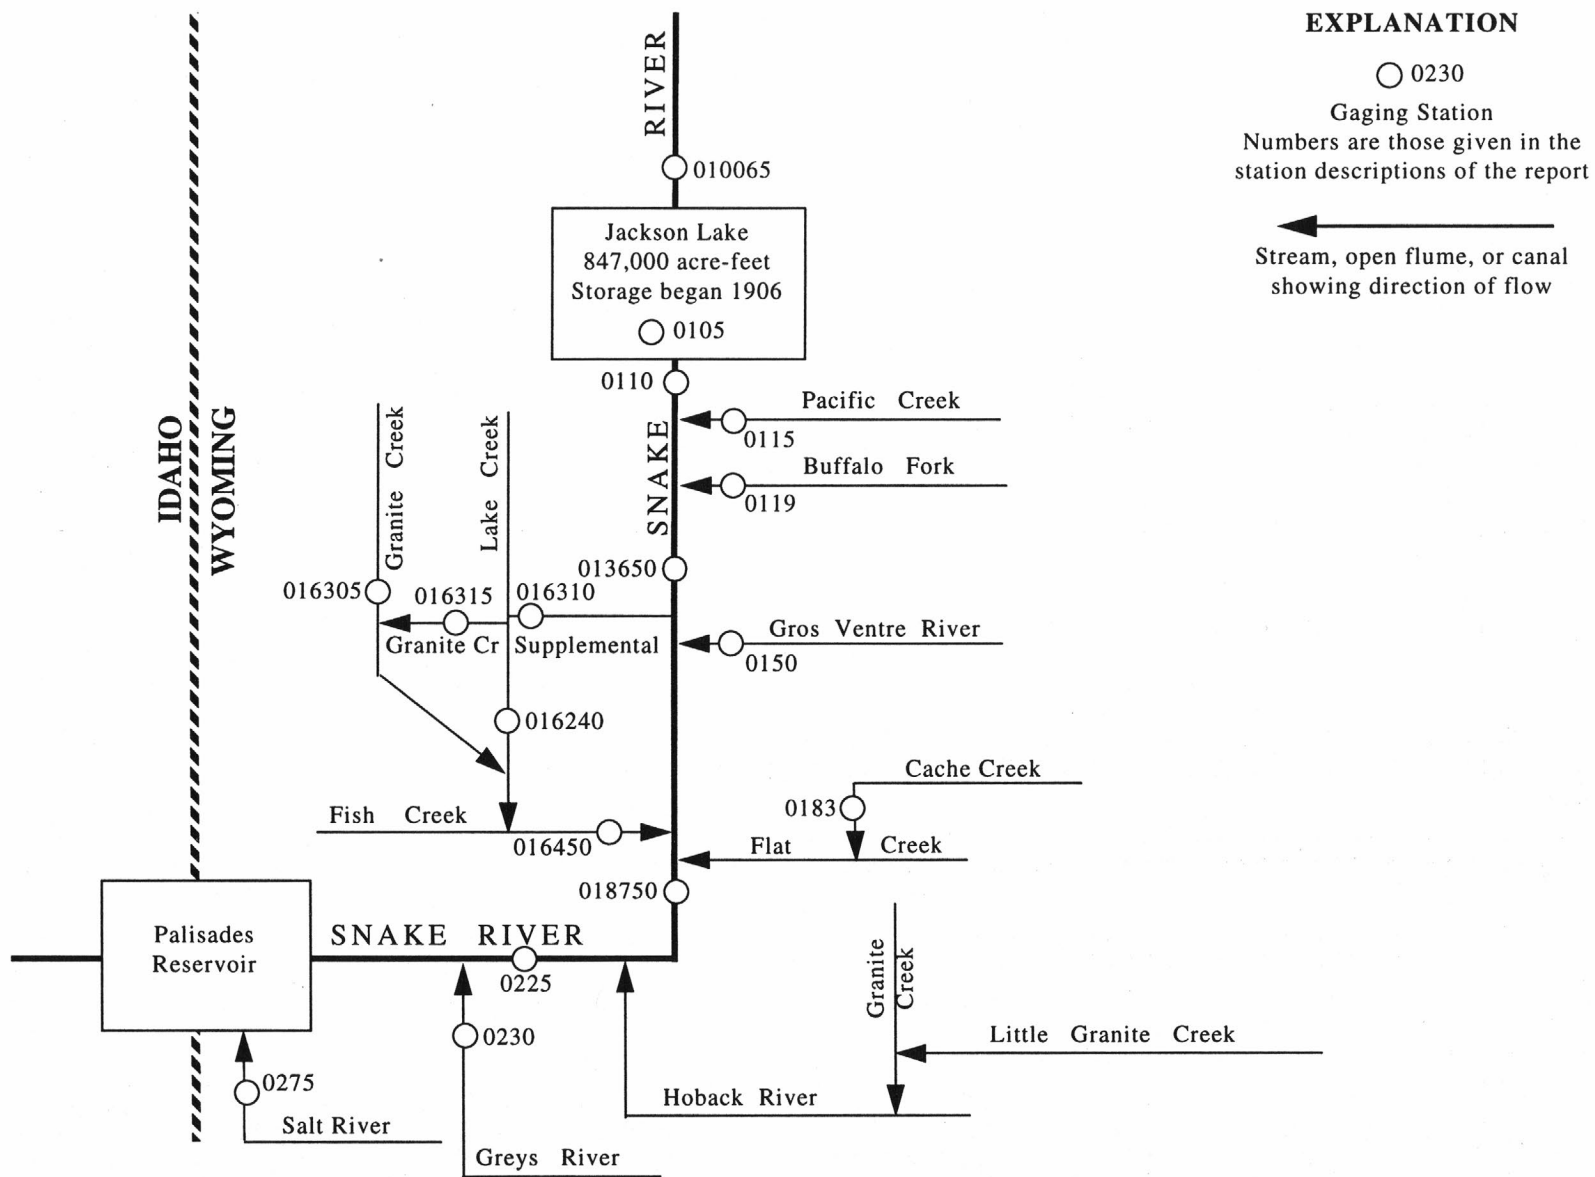 EXPLANATION
0230
Gaging Station
Numbers are those given in the
station descriptions of the report
Stream, open flume, or canal
showing direction of flow
RIVER
010065
Jackson Lake
847,000 acre-feet
Storage began 1906
0105
0110
Pacific Creek
0115
SNAKE
Buffalo Fork
0119
IDAHO
WYOMING
Granite Creek
Lake Creek
013650
016305
016315
016310
Granite Cr Supplemental
Gros Ventre River
0150
016240
Cache Creek
0183
Fish Creek
016450
Flat Creek
018750
Palisades
Reservoir
SNAKE RIVER
0225
Granite
Creek
0230
Little Granite Creek
0275
Salt River
Hoback River
Greys River